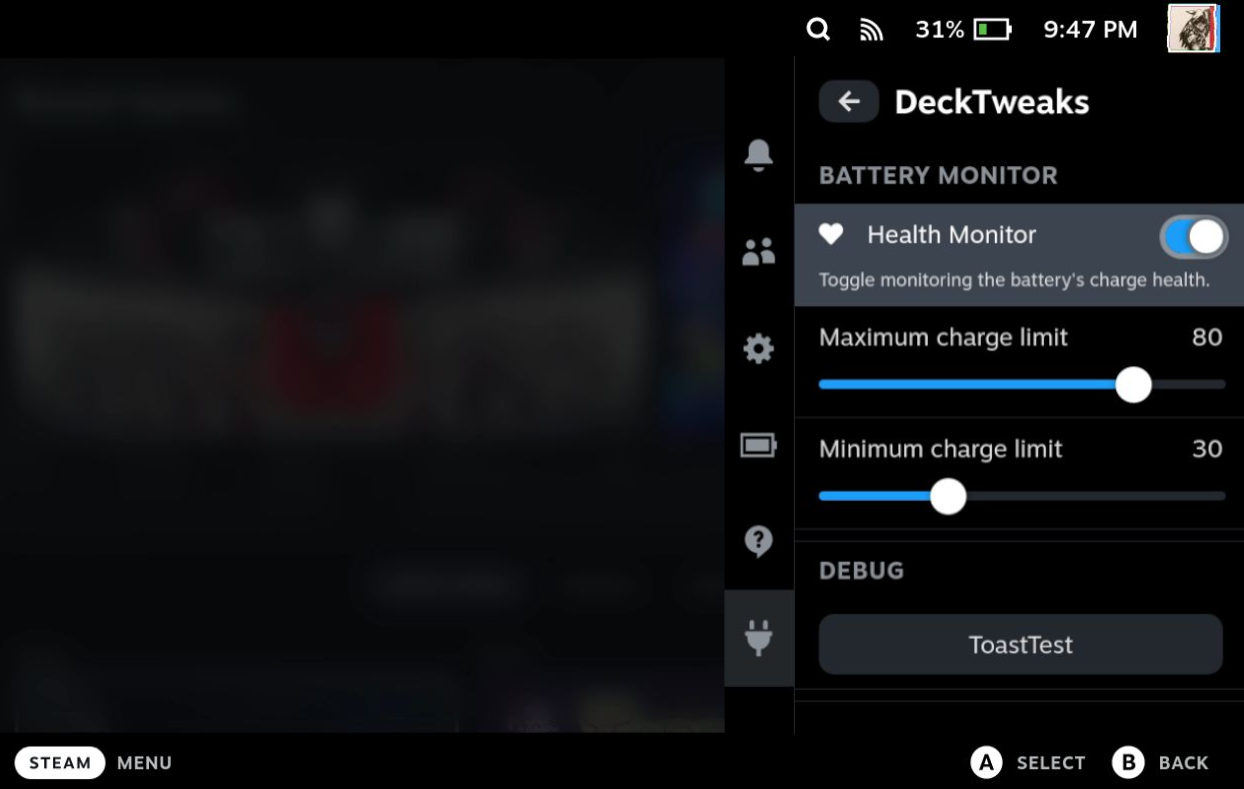 31%
9:47 PM
DeckTweaks
BATTERY MONITOR
Health Monitor
Toggle monitoring the battery's charge health.
Maximum charge limit 80
Minimum charge limit 30
DEBUG
ToastTest
STEAM MENU
A SELECT B BACK